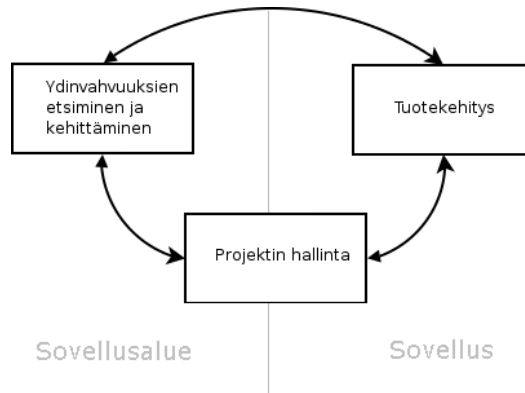 Ydinvahvuuksien
etsiminen ja
kehittäminen
Tuotekehitys
Projektin hallinta
Sovellusalue
Sovellus